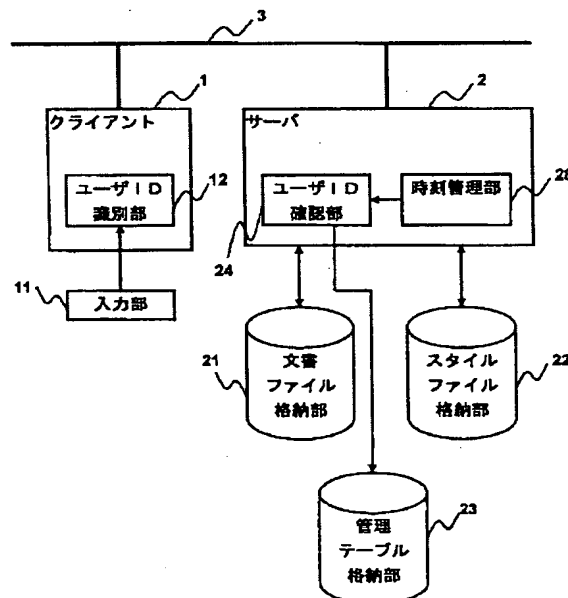 3
1
2
クライアント
サーバ
ユーザID
識別部
12
ユーザID
確認部
時刻管理部
28
24
11
入力部
21
文書
ファイル
格納部
スタイル
ファイル
格納部
22
管理
テーブル
格納部
23